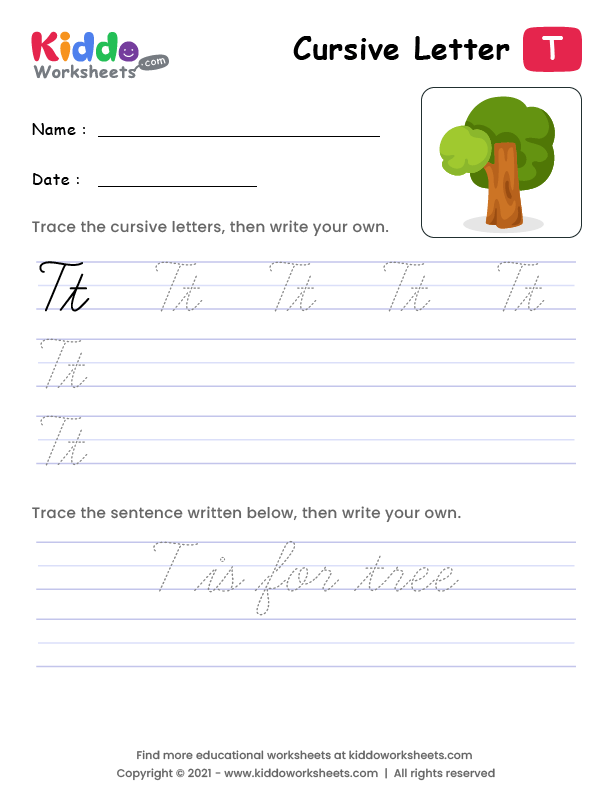 Kiddo
Worksheets.com
Cursive Letter T
Name :
Date :
Trace the cursive letters, then write your own.
Tt Tt Tt Tt Tt
Tt
Tt
Trace the sentence written below, then write your own.
T is for tree
Find more educational worksheets at kiddoworksheets.com
Copyright © 2021 - www.kiddoworksheets.com | All rights reserved